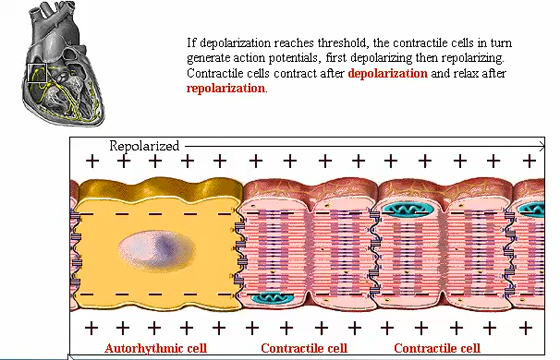 If depolarization reaches threshold, the contractile cells in turn
generate action potentials, first depolarizing then repolarizing.
Contractile cells contract after depolarization and relax after
repolarization.
Repolarized
+ + + + + + + + + + + + +
− − − − − − − − − − − −
− − − − − − − − − − − −
+ + + + + + + + + + + + +
Autorhythmic cell Contractile cell Contractile cell